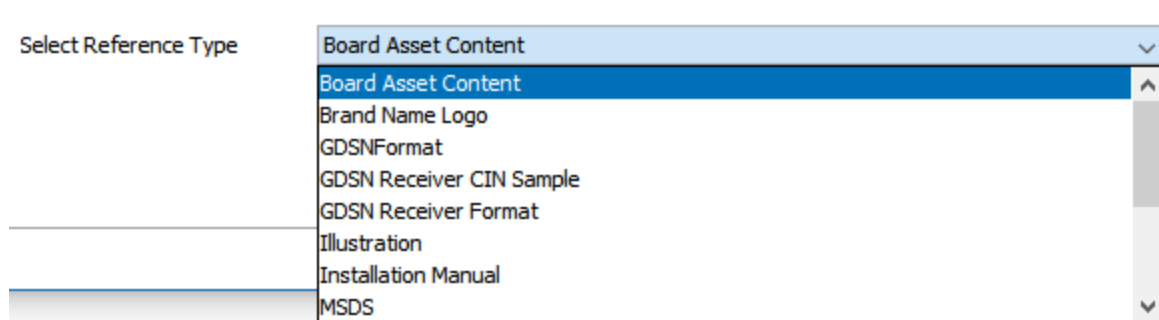 Select Reference Type Board Asset Content
Board Asset Content
Brand Name Logo
GDSNFormat
GDSN Receiver CIN Sample
GDSN Receiver Format
Illustration
Installation Manual
MSDS